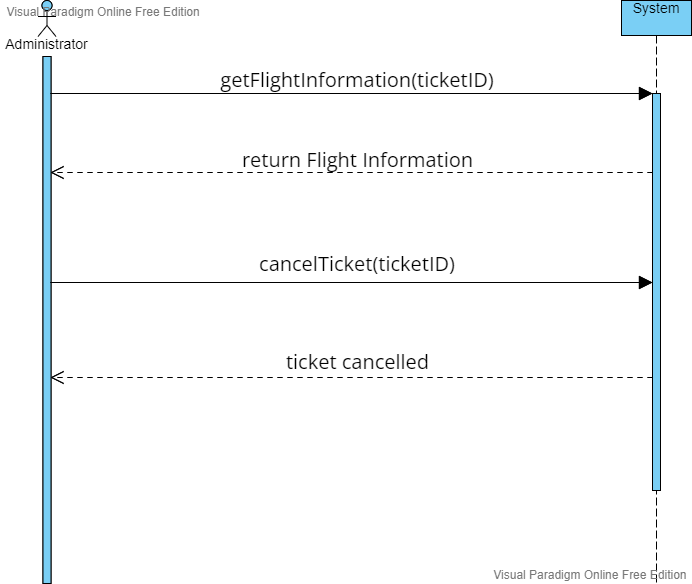 Visual Paradigm Online Free Edition
System
Administrator
getFlightInformation(ticketID)
return Flight Information
cancelTicket(ticketID)
ticket cancelled
Visual Paradigm Online Free Edition